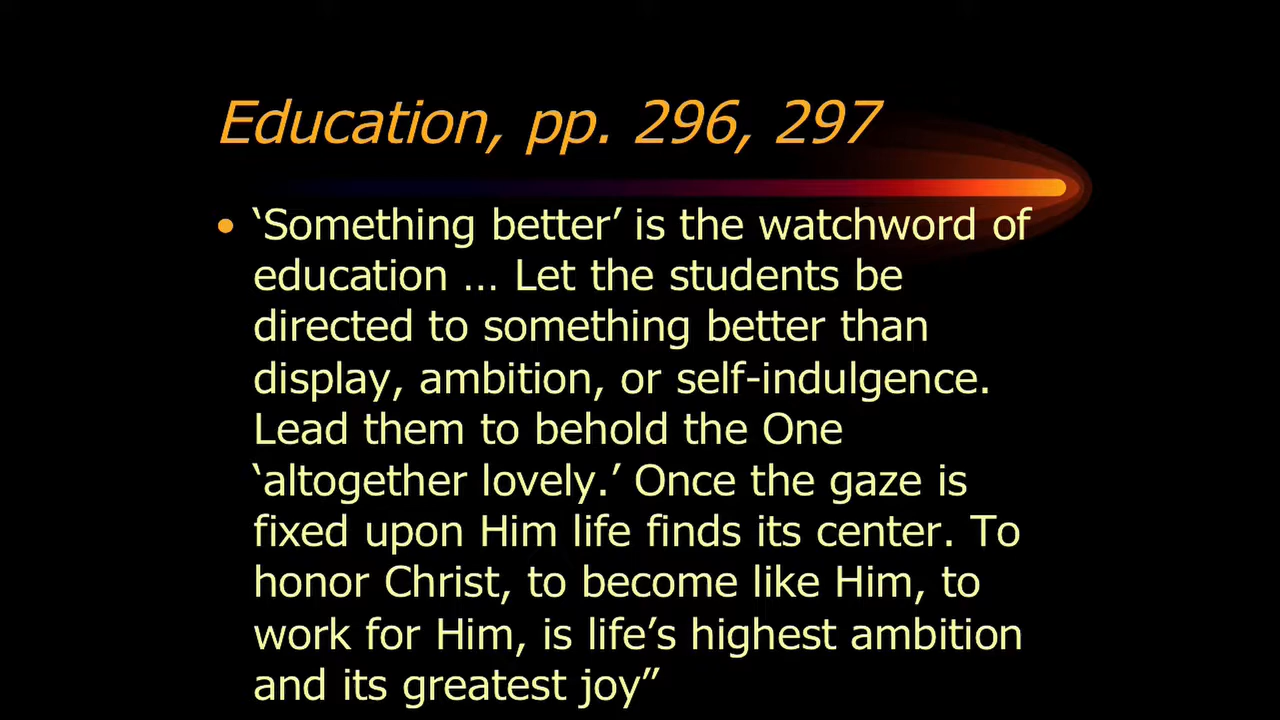 Education, pp. 296, 297
• ‘Something better’ is the watchword of
education … Let the students be
directed to something better than
display, ambition, or self-indulgence.
Lead them to behold the One
‘altogether lovely.’ Once the gaze is
fixed upon Him life finds its center. To
honor Christ, to become like Him, to
work for Him, is life’s highest ambition
and its greatest joy”